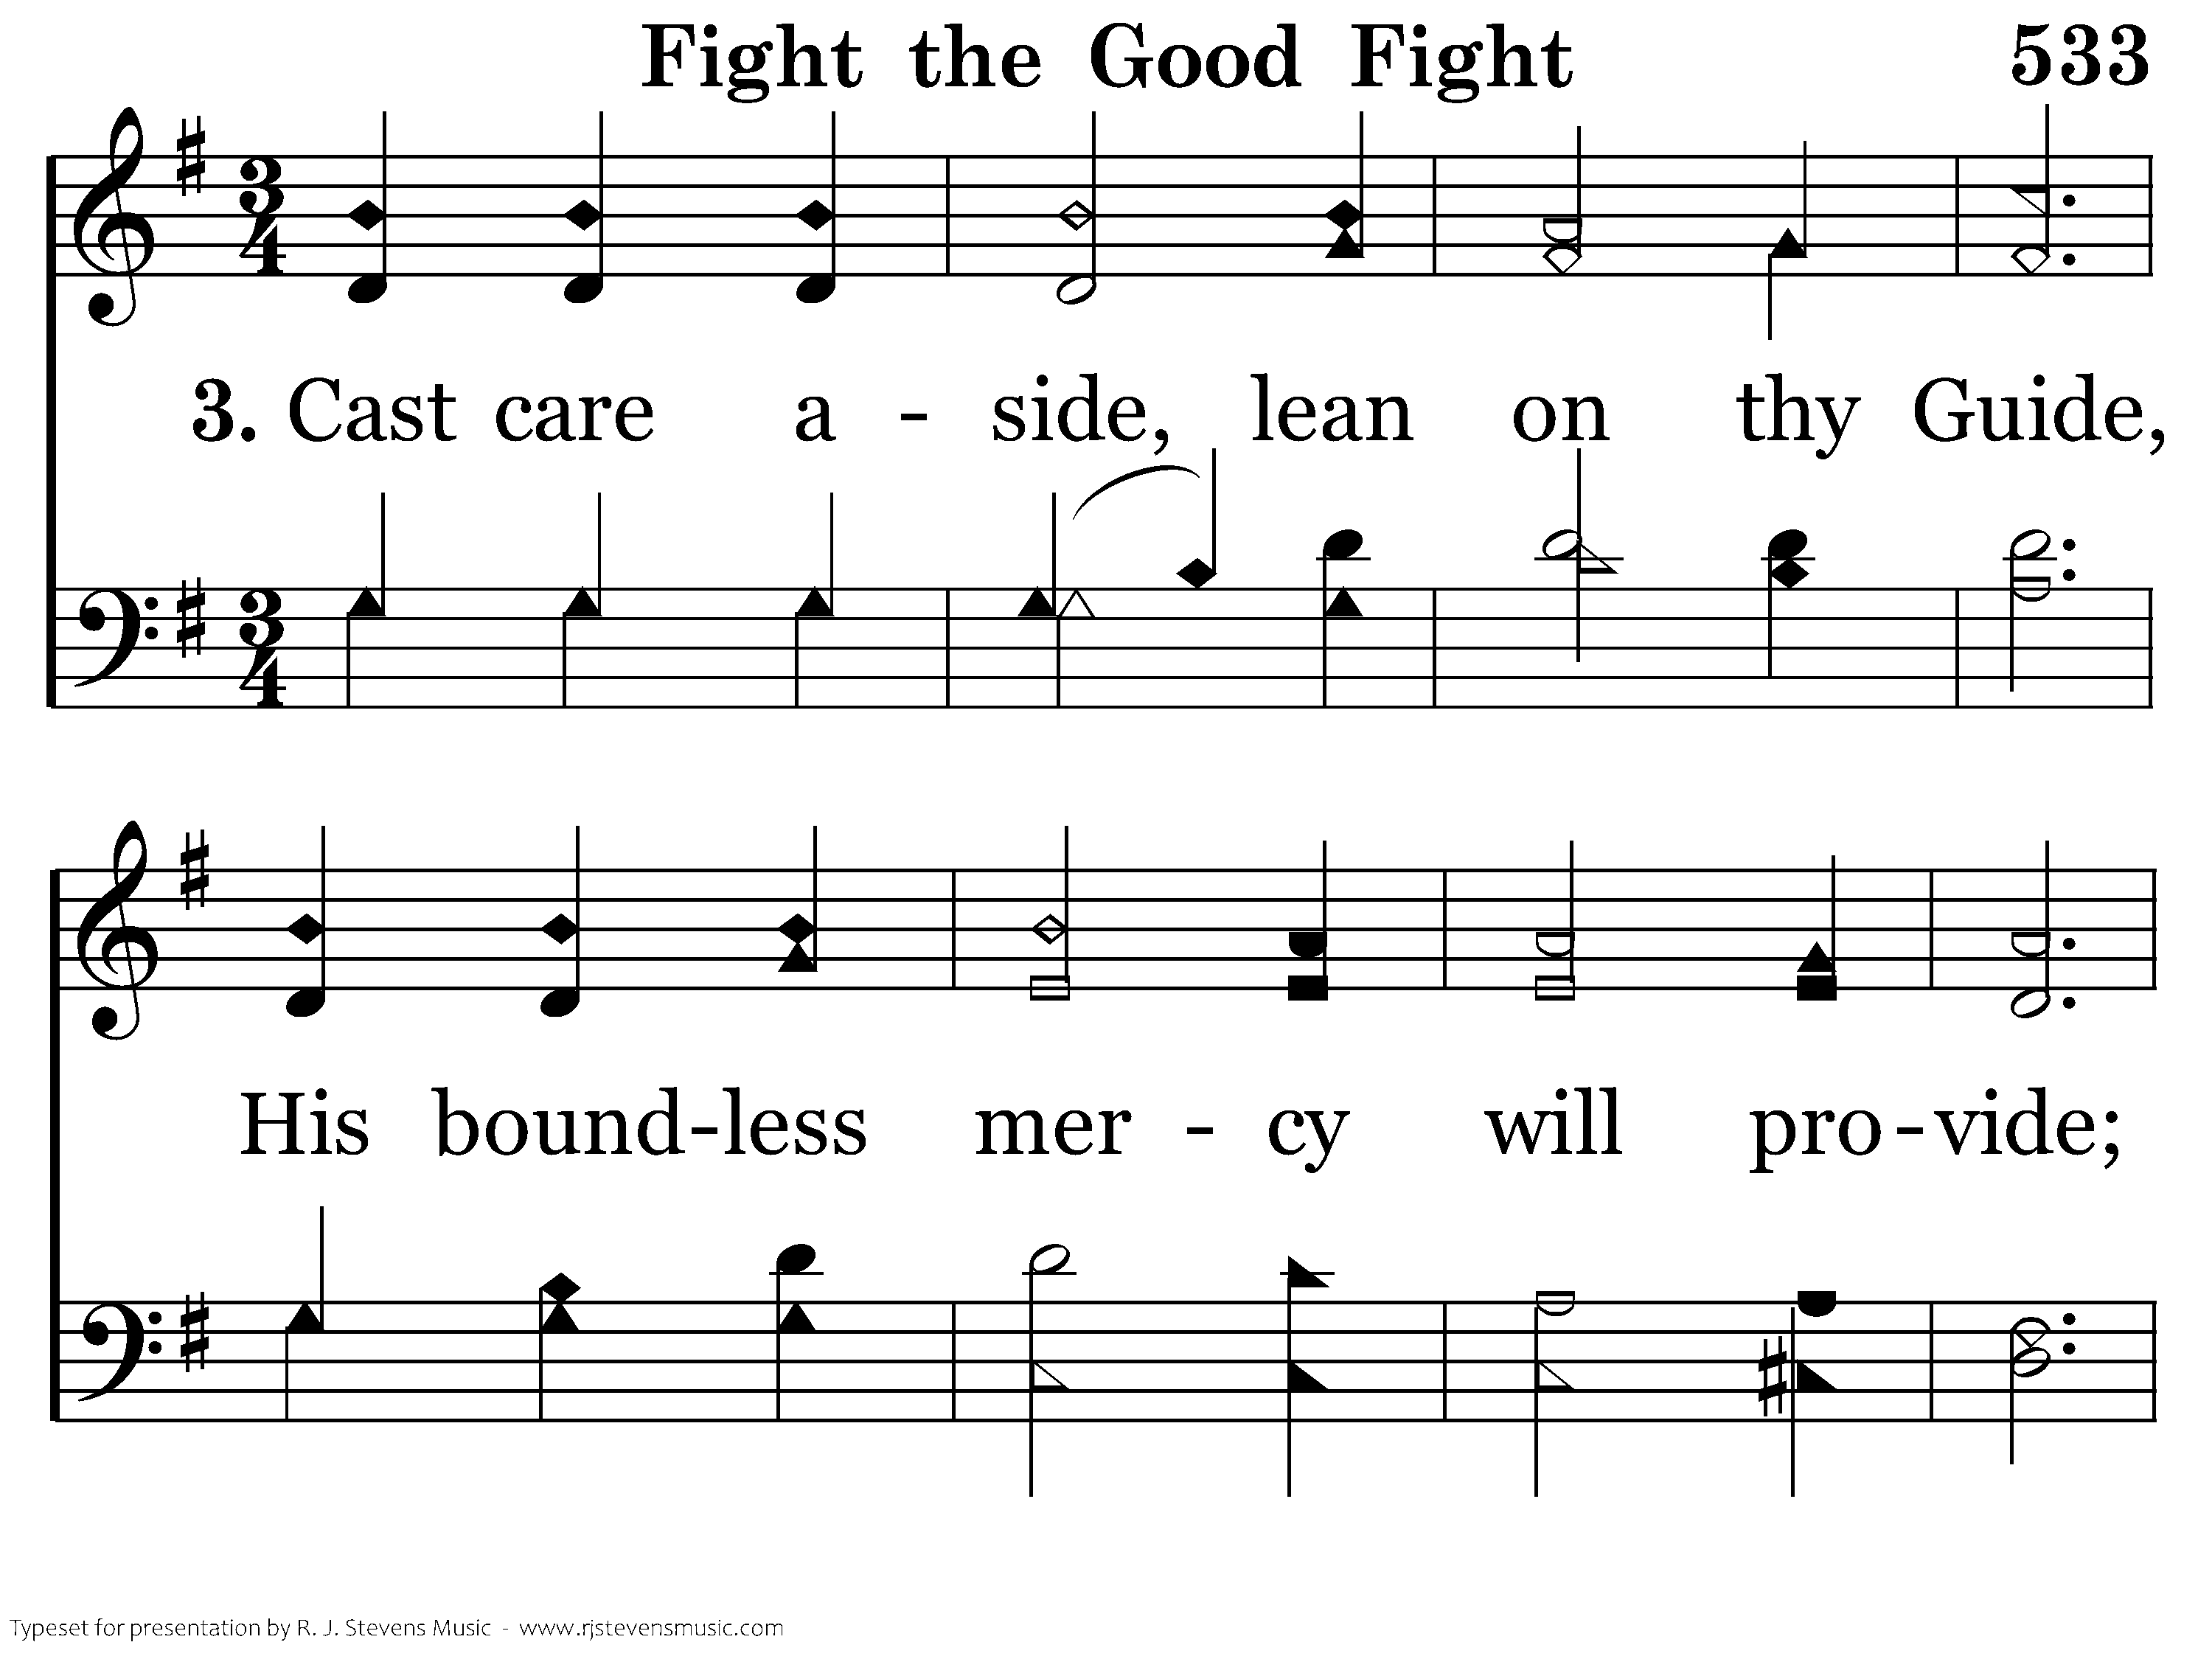 Fight the Good Fight 533
3. Cast care a - side, lean on thy Guide,
His bound-less mer - cy will pro-vide;
Typeset for presentation by R. J. Stevens Music - www.rjstevensmusic.com